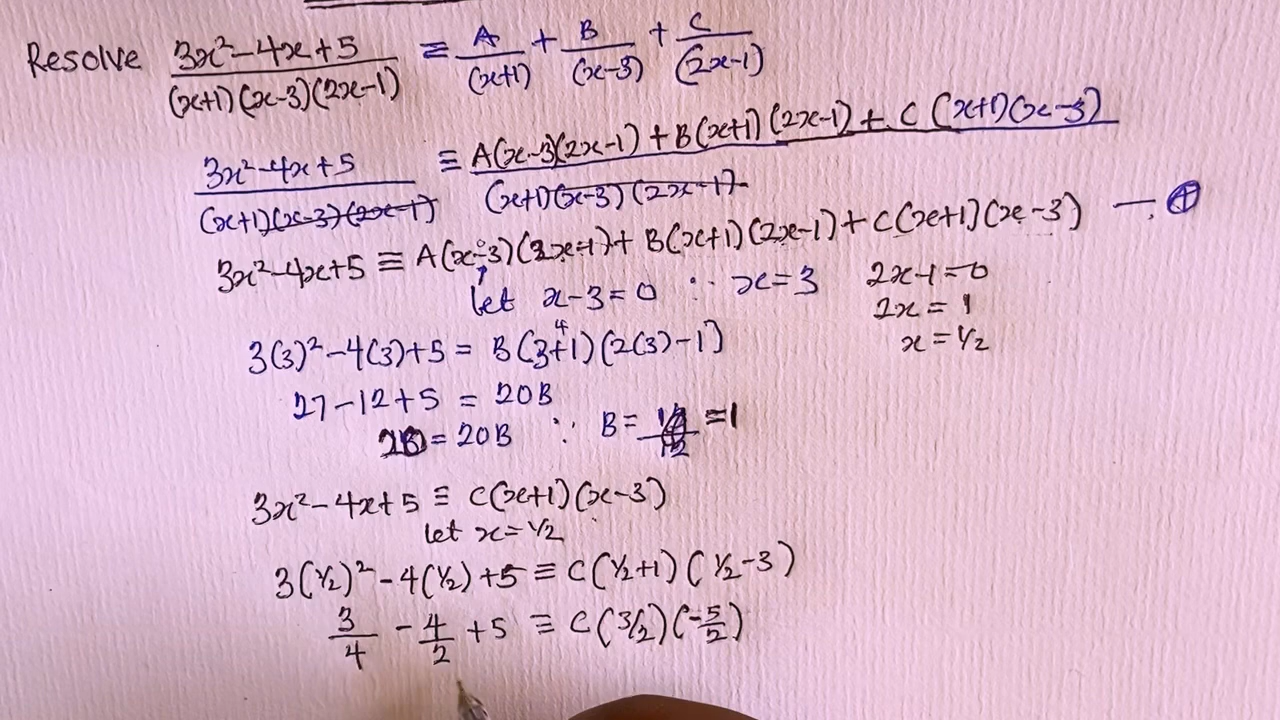 Resolve (3x²-4x+5)/((x+1)(x-3)(2x-1)) ≡ A/(x+1) + B/(x-3) + C/(2x-1)
(3x²-4x+5)/((x+1)(x-3)(2x-1)) ≡ (A(x-3)(2x-1) + B(x+1)(2x-1) + C(x+1)(x-3))/((x+1)(x-3)(2x-1))
3x²-4x+5 ≡ A(x-3)(2x-1) + B(x+1)(2x-1) + C(x+1)(x-3)
let x-3=0 ∵ x=3
2x-1=0
2x=1
x=1/2
3(3)²-4(3)+5 = B(3+1)(2(3)-1)
4
27-12+5 = 20B
20 = 20B ∵ B= =1
3x²-4x+5 ≡ C(x+1)(x-3)
let x=1/2
3(1/2)²-4(1/2)+5 ≡ C(1/2+1)(1/2-3)
3/4 - 4/2 + 5 ≡ C(3/2)(-5/2)